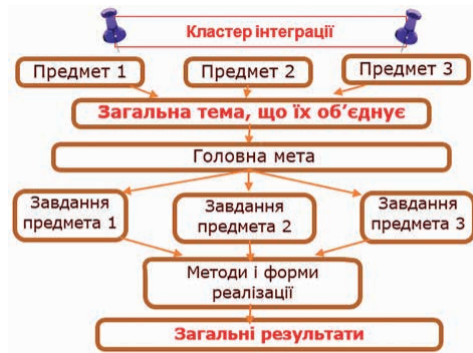 Кластер інтеграції
Предмет 1
Предмет 2
Предмет 3
Загальна тема, що їх об’єднує
Головна мета
Завдання
предмета 1
Завдання
предмета 2
Завдання
предмета 3
Методи і форми
реалізації
Загальні результати